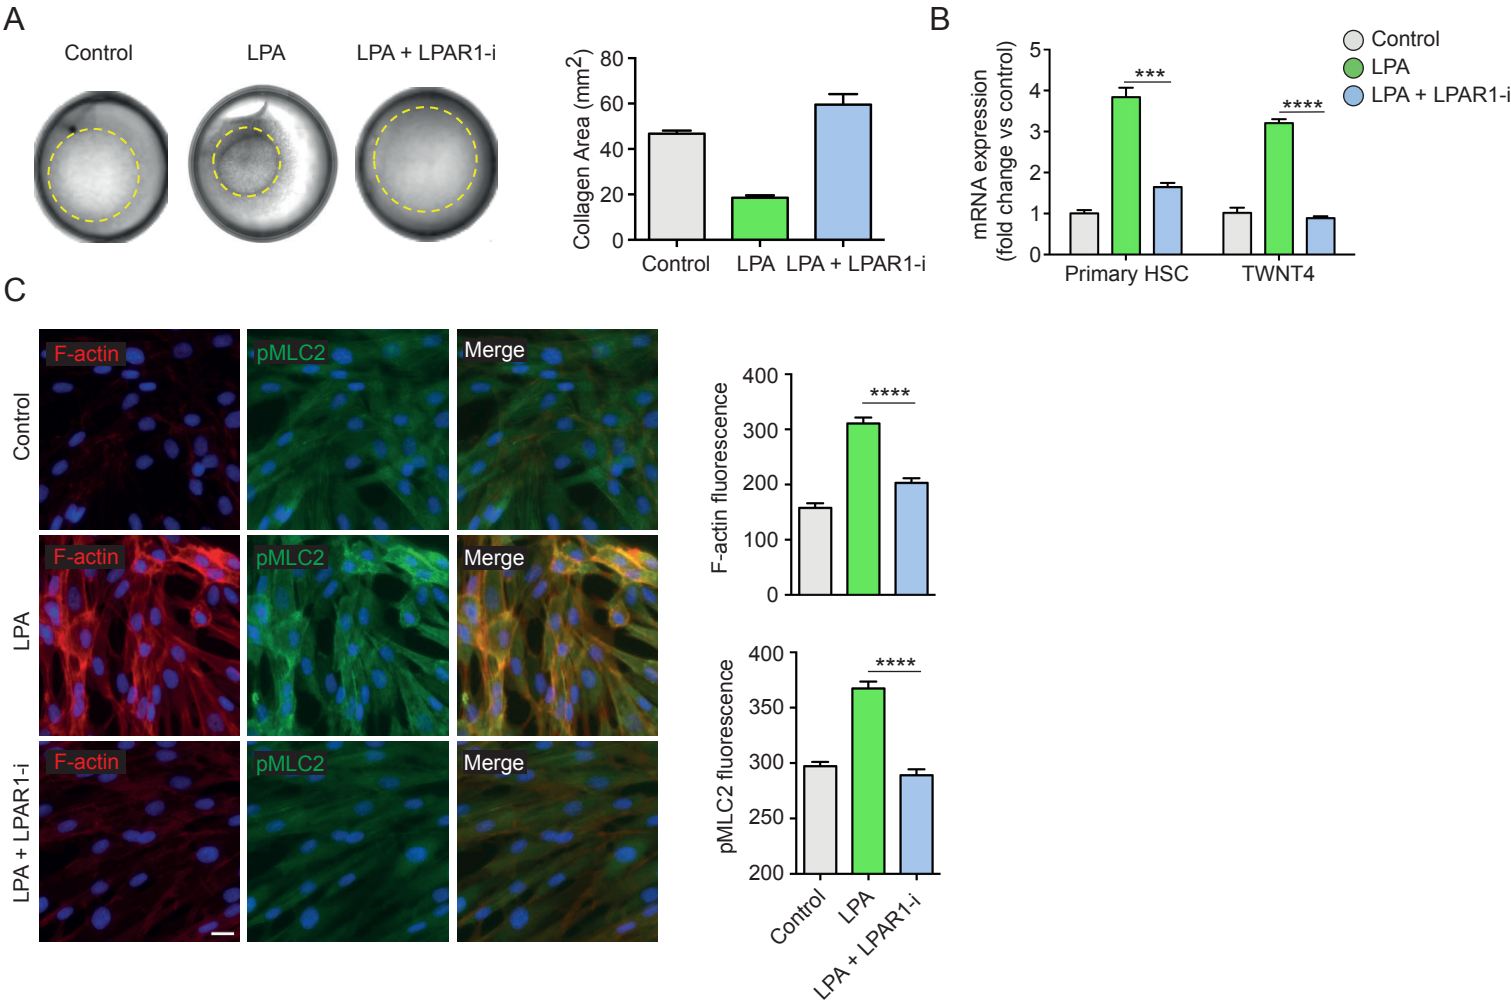 A
Control
LPA
LPA + LPAR1-i
Collagen Area (mm2)
80
60
40
20
0
Control
LPA
LPA + LPAR1-i
B
mRNA expression
(fold change vs control)
5
4
3
2
1
0
***
****
Primary HSC
TWNT4
Control
LPA
LPA + LPAR1-i
C
Control
F-actin
pMLC2
Merge
LPA
F-actin
pMLC2
Merge
LPA + LPAR1-i
F-actin
pMLC2
Merge
F-actin fluorescence
400
300
200
100
0
****
pMLC2 fluorescence
400
350
300
250
200
****
Control
LPA
LPA + LPAR1-i